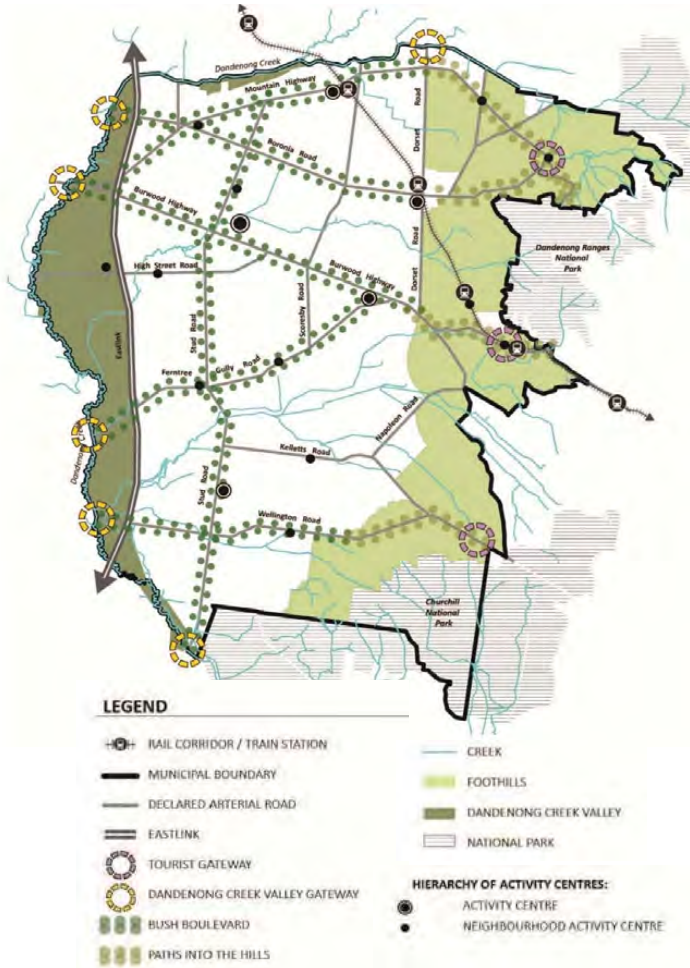 Dandenong Creek
Mountain Highway
Dorset Road
Boronia Road
Burwood Highway
Dandenong Ranges
National
Park
High Street Road
Burwood Highway
Dorset Road
Stud Road
Scoresby Road
Eastlink
Ferntree Gully Road
Napoleon Road
Dandenong Creek
Kelletts Road
Stud Road
Wellington Road
Churchill
National
Park
LEGEND
RAIL CORRIDOR / TRAIN STATION
MUNICIPAL BOUNDARY
DECLARED ARTERIAL ROAD
EASTLINK
TOURIST GATEWAY
DANDENONG CREEK VALLEY GATEWAY
BUSH BOULEVARD
PATHS INTO THE HILLS
CREEK
FOOTHILLS
DANDENONG CREEK VALLEY
NATIONAL PARK
HIERARCHY OF ACTIVITY CENTRES:
ACTIVITY CENTRE
NEIGHBOURHOOD ACTIVITY CENTRE